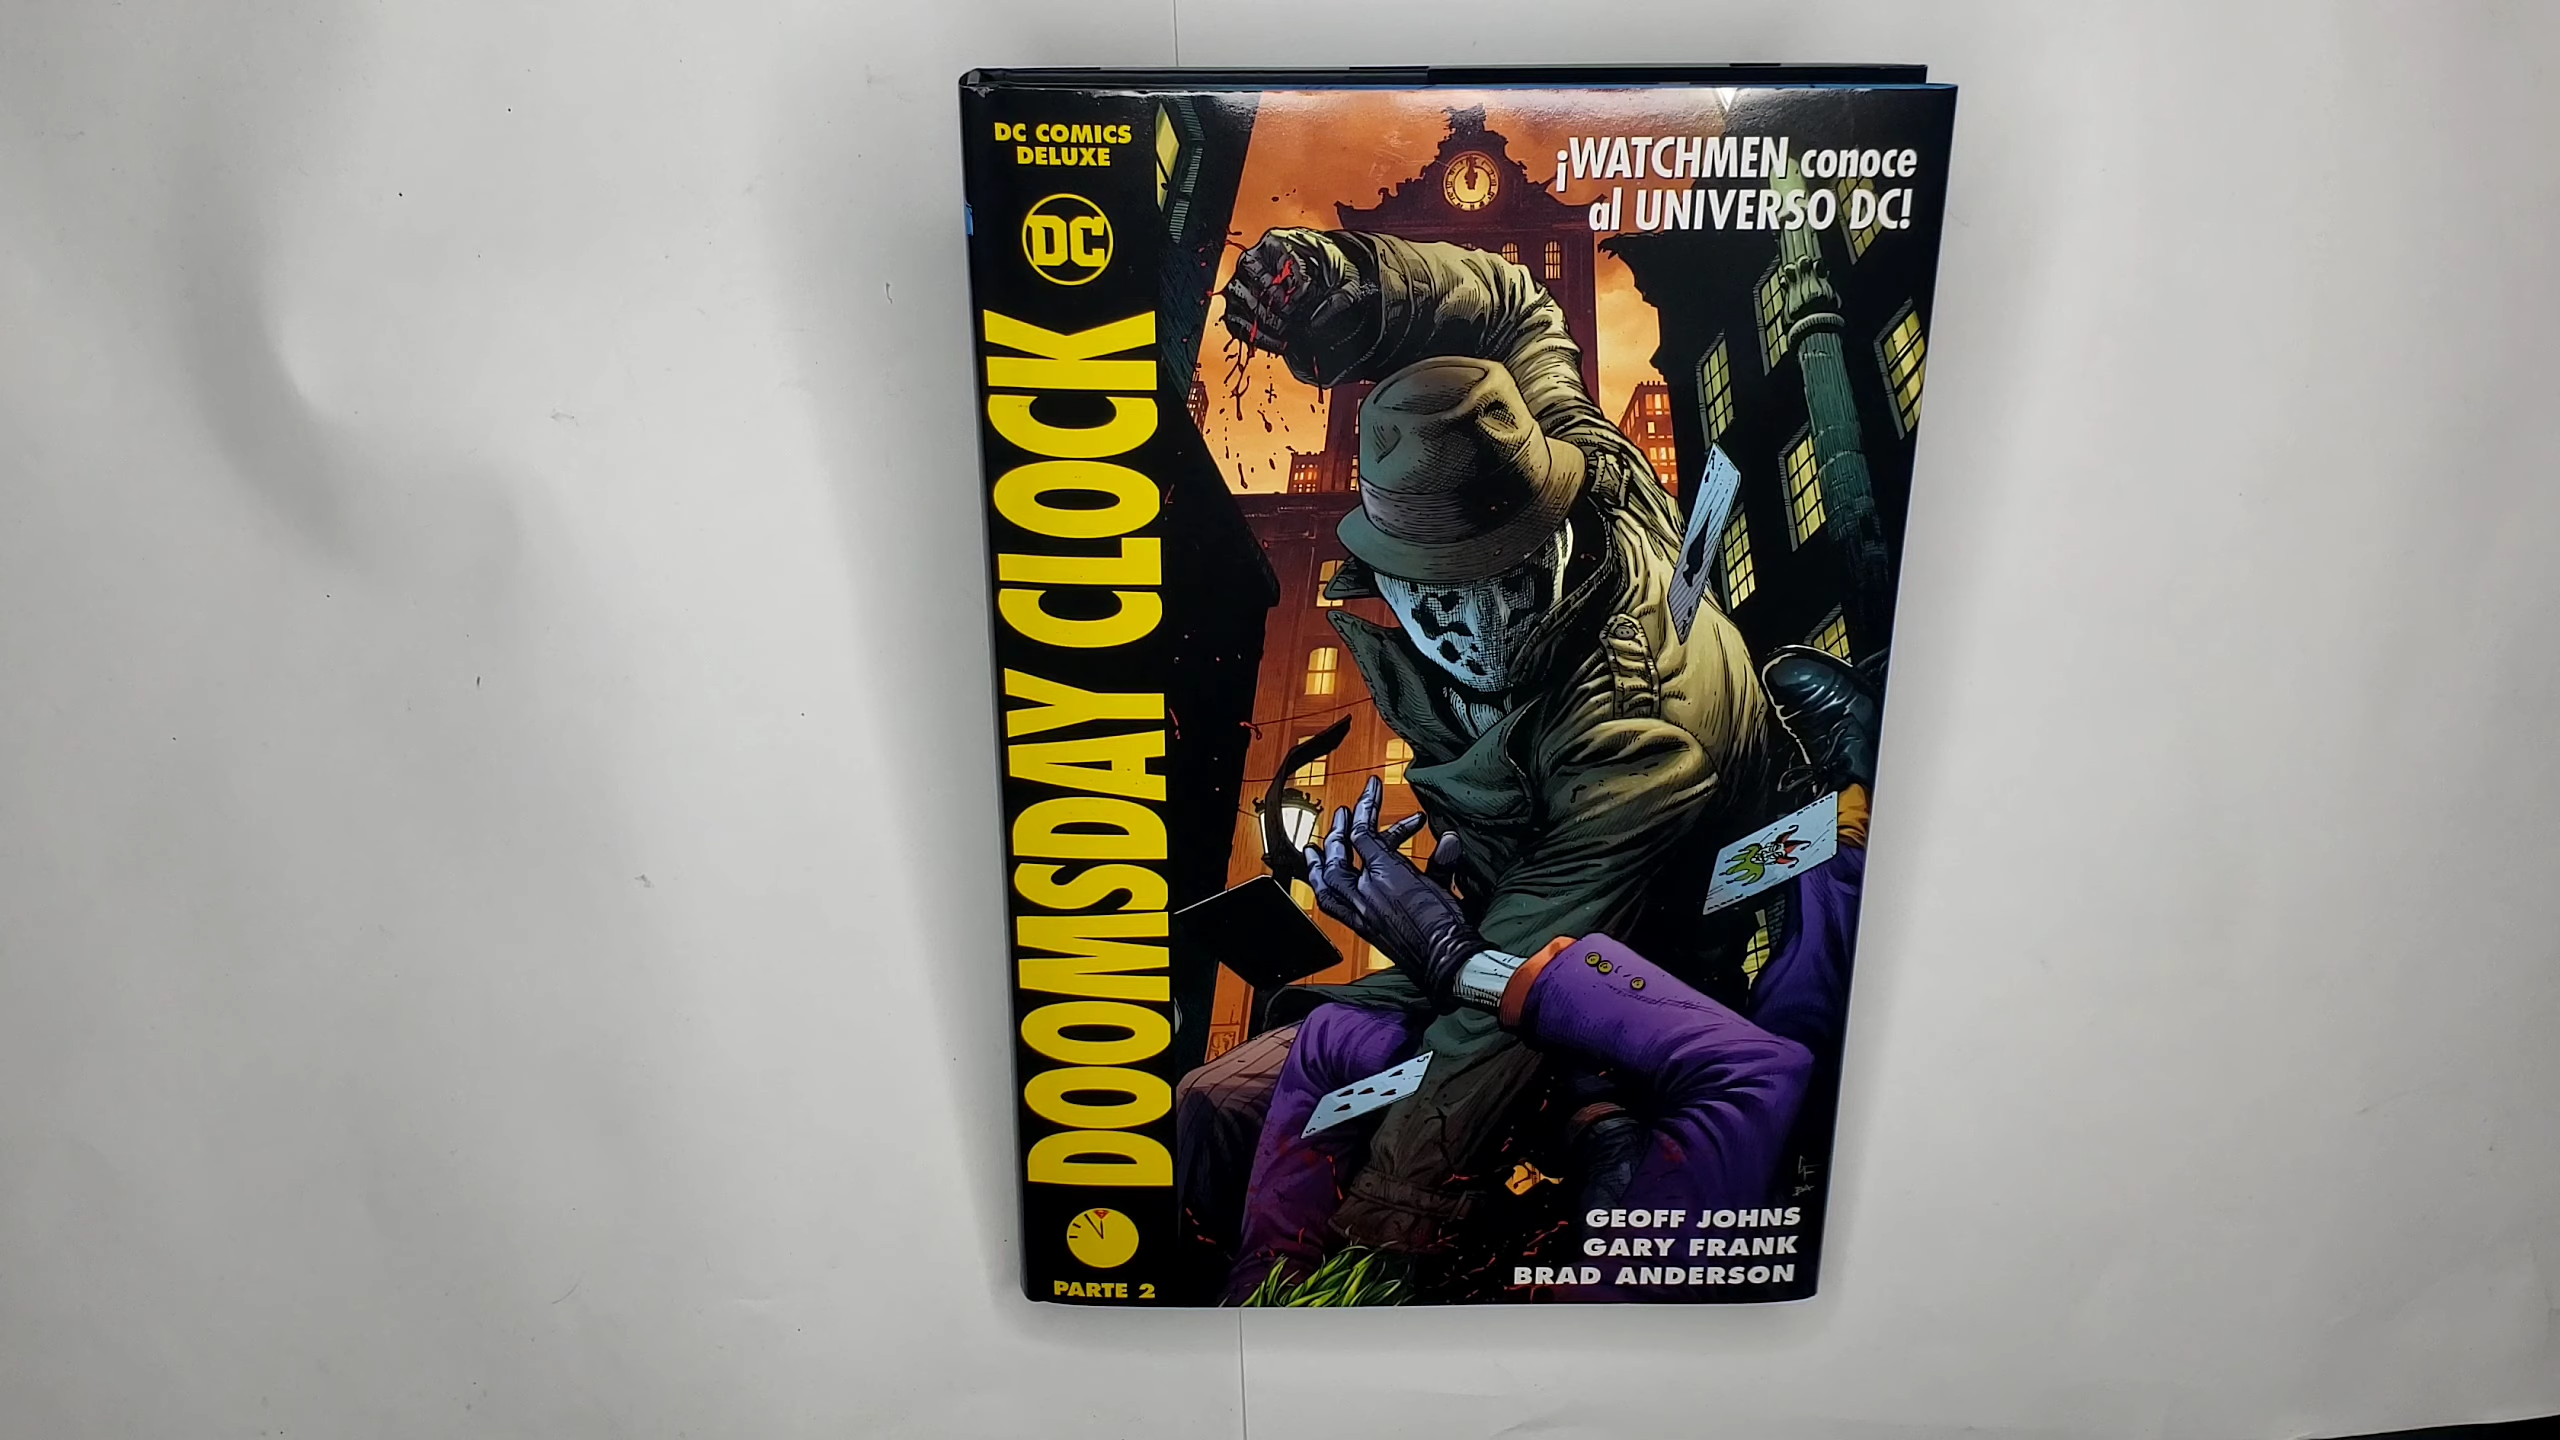 DC COMICS
DELUXE
DC
DOOMSDAY CLOCK
PARTE 2
¡WATCHMEN conoce
al UNIVERSO DC!
GEOFF JOHNS
GARY FRANK
BRAD ANDERSON